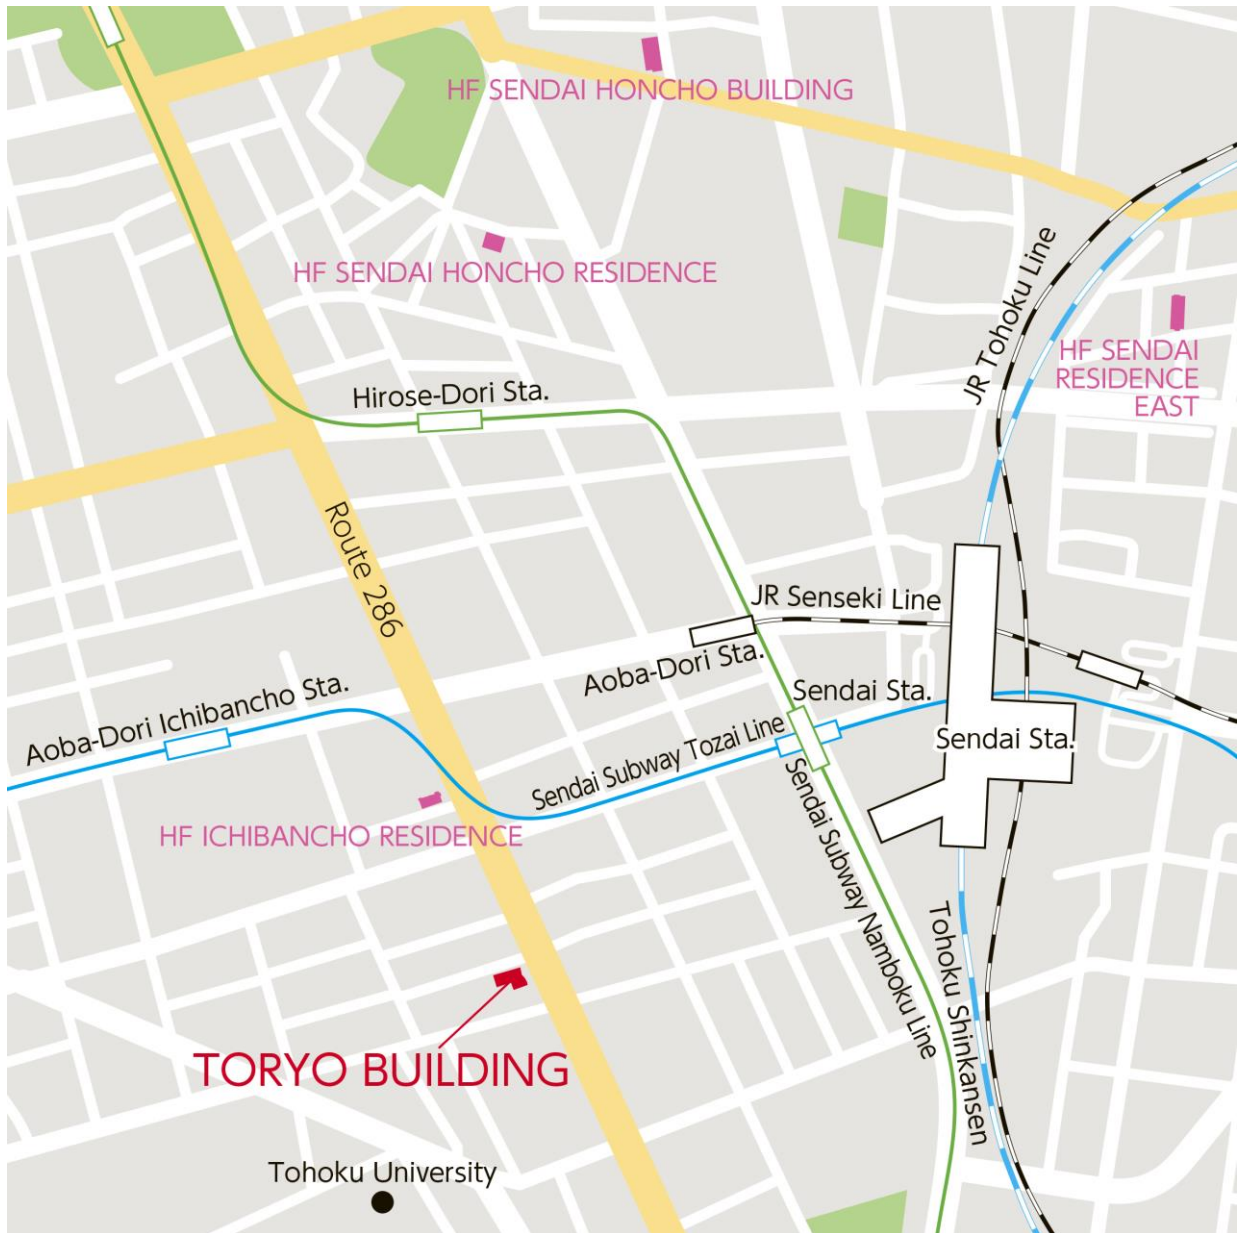 HF SENDAI HONCHO BUILDING
HF SENDAI HONCHO RESIDENCE
JR Tohoku Line
HF SENDAI
RESIDENCE
EAST
Hirose-Dori Sta.
Route 286
JR Senseki Line
Aoba-Dori Sta.
Sendai Sta.
Aoba-Dori Ichibancho Sta.
Sendai Sta.
Sendai Subway Tozai Line
HF ICHIBANCHO RESIDENCE
Sendai Subway Namboku Line
Tohoku Shinkansen
TORYO BUILDING
Tohoku University